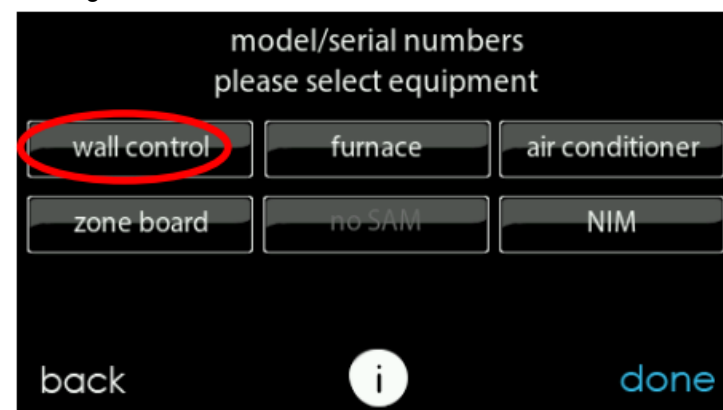 model/serial numbers
please select equipment
wall control furnace air conditioner
zone board no SAM NIM
back i done